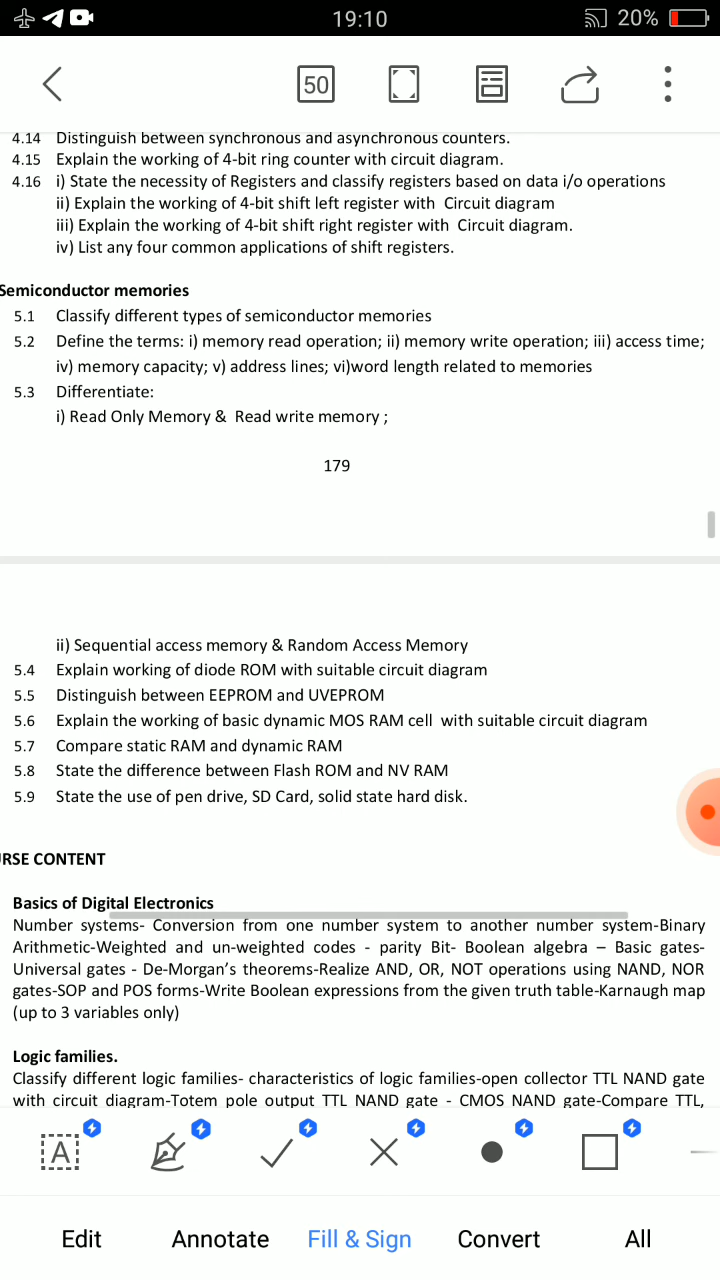 19:10
20%
50
4.14 Distinguish between synchronous and asynchronous counters.
4.15 Explain the working of 4-bit ring counter with circuit diagram.
4.16 i) State the necessity of Registers and classify registers based on data i/o operations
ii) Explain the working of 4-bit shift left register with Circuit diagram
iii) Explain the working of 4-bit shift right register with Circuit diagram.
iv) List any four common applications of shift registers.
Semiconductor memories
5.1 Classify different types of semiconductor memories
5.2 Define the terms: i) memory read operation; ii) memory write operation; iii) access time;
iv) memory capacity; v) address lines; vi)word length related to memories
5.3 Differentiate:
i) Read Only Memory & Read write memory ;
179
ii) Sequential access memory & Random Access Memory
5.4 Explain working of diode ROM with suitable circuit diagram
5.5 Distinguish between EEPROM and UVEPROM
5.6 Explain the working of basic dynamic MOS RAM cell with suitable circuit diagram
5.7 Compare static RAM and dynamic RAM
5.8 State the difference between Flash ROM and NV RAM
5.9 State the use of pen drive, SD Card, solid state hard disk.
RSE CONTENT
Basics of Digital Electronics
Number systems- Conversion from one number system to another number system-Binary
Arithmetic-Weighted and un-weighted codes - parity Bit- Boolean algebra – Basic gates-
Universal gates - De-Morgan's theorems-Realize AND, OR, NOT operations using NAND, NOR
gates-SOP and POS forms-Write Boolean expressions from the given truth table-Karnaugh map
(up to 3 variables only)
Logic families.
Classify different logic families- characteristics of logic families-open collector TTL NAND gate
with circuit diagram-Totem pole output TTL NAND gate - CMOS NAND gate-Compare TTL,
A
Edit Annotate Fill & Sign Convert All